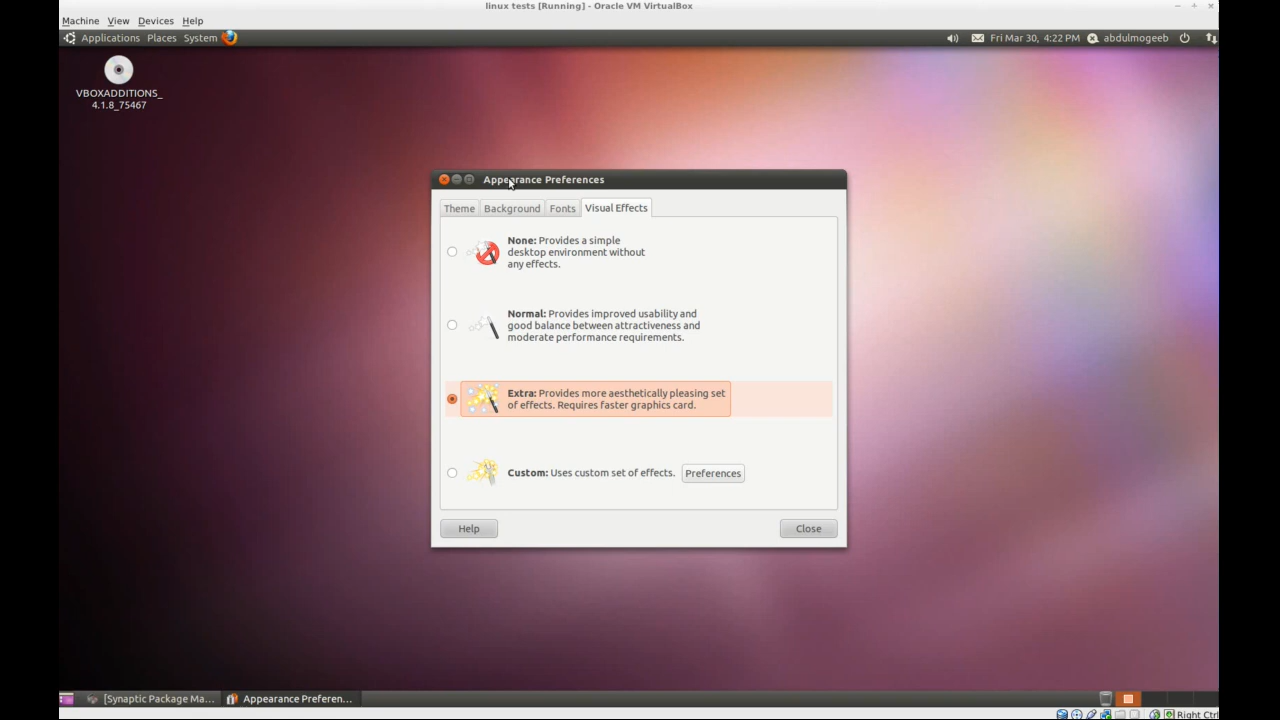 linux tests [Running] - Oracle VM VirtualBox
Machine View Devices Help
Applications Places System
Fri Mar 30, 4:22 PM abdulmogeeb
VBOXADDITIONS_
4.1.8_75467
Appearance Preferences
Theme Background Fonts Visual Effects
None: Provides a simple
desktop environment without
any effects.
Normal: Provides improved usability and
good balance between attractiveness and
moderate performance requirements.
Extra: Provides more aesthetically pleasing set
of effects. Requires faster graphics card.
Custom: Uses custom set of effects. Preferences
Help Close
[Synaptic Package Ma... Appearance Preferen...
Right Ctrl